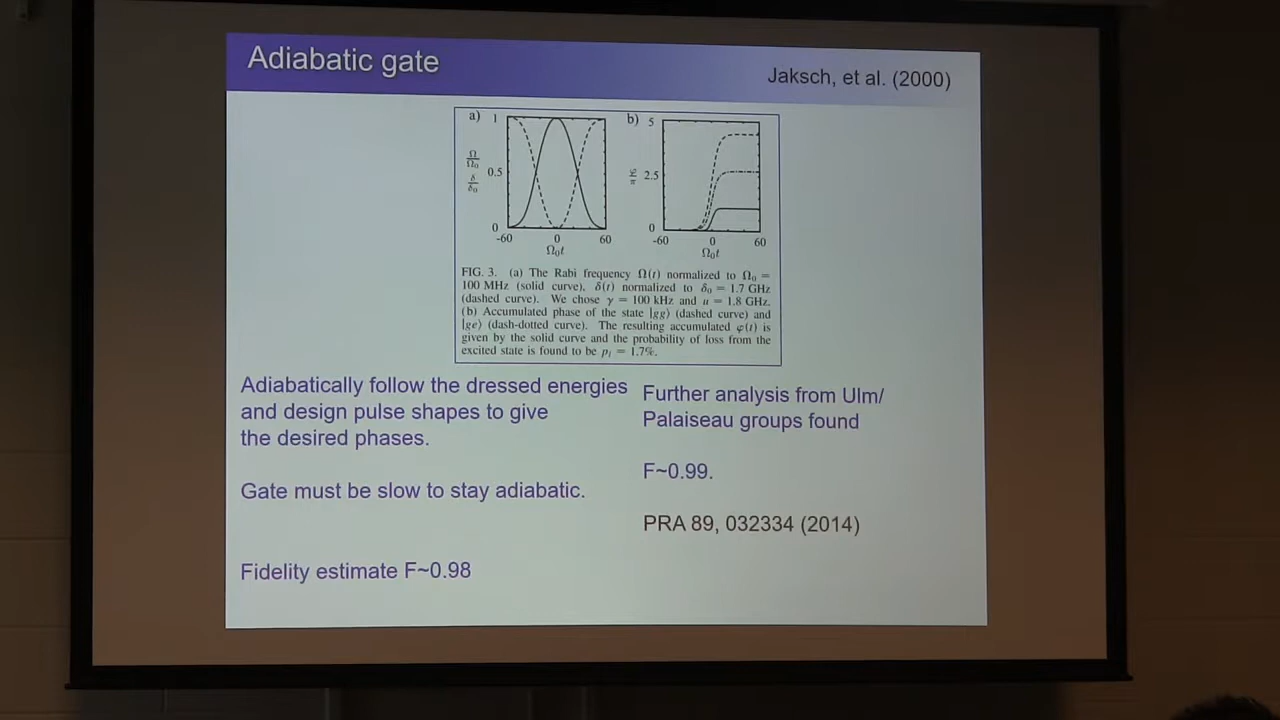 Adiabatic gate
Jaksch, et al. (2000)
a)
1
0.5
0
Ω
Ω₀
δ
δ₀
-60
0
60
Ω₀t
b)
5
2.5
0
-60
0
60
Ω₀t
FIG. 3. (a) The Rabi frequency Ω(t) normalized to Ω₀ =
100 MHz (solid curve), δ(t) normalized to δ₀ = 1.7 GHz
(dashed curve). We chose γ = 100 kHz and u = 1.8 GHz.
(b) Accumulated phase of the state |gg⟩ (dashed curve) and
|ge⟩ (dash-dotted curve). The resulting accumulated φ(t) is
given by the solid curve and the probability of loss from the
excited state is found to be pₗ = 1.7%.
Adiabatically follow the dressed energies
and design pulse shapes to give
the desired phases.
Gate must be slow to stay adiabatic.
Fidelity estimate F~0.98
Further analysis from Ulm/
Palaiseau groups found
F~0.99.
PRA 89, 032334 (2014)